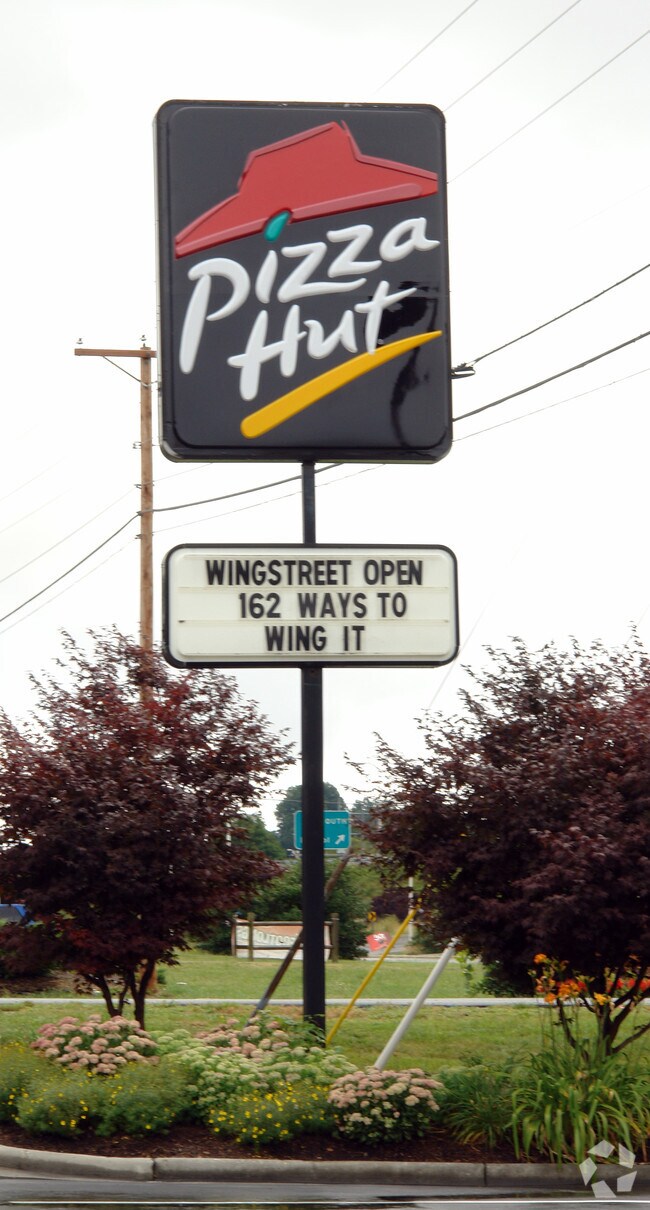 Pizza
Hut
WINGSTREET OPEN
162 WAYS TO
WING IT